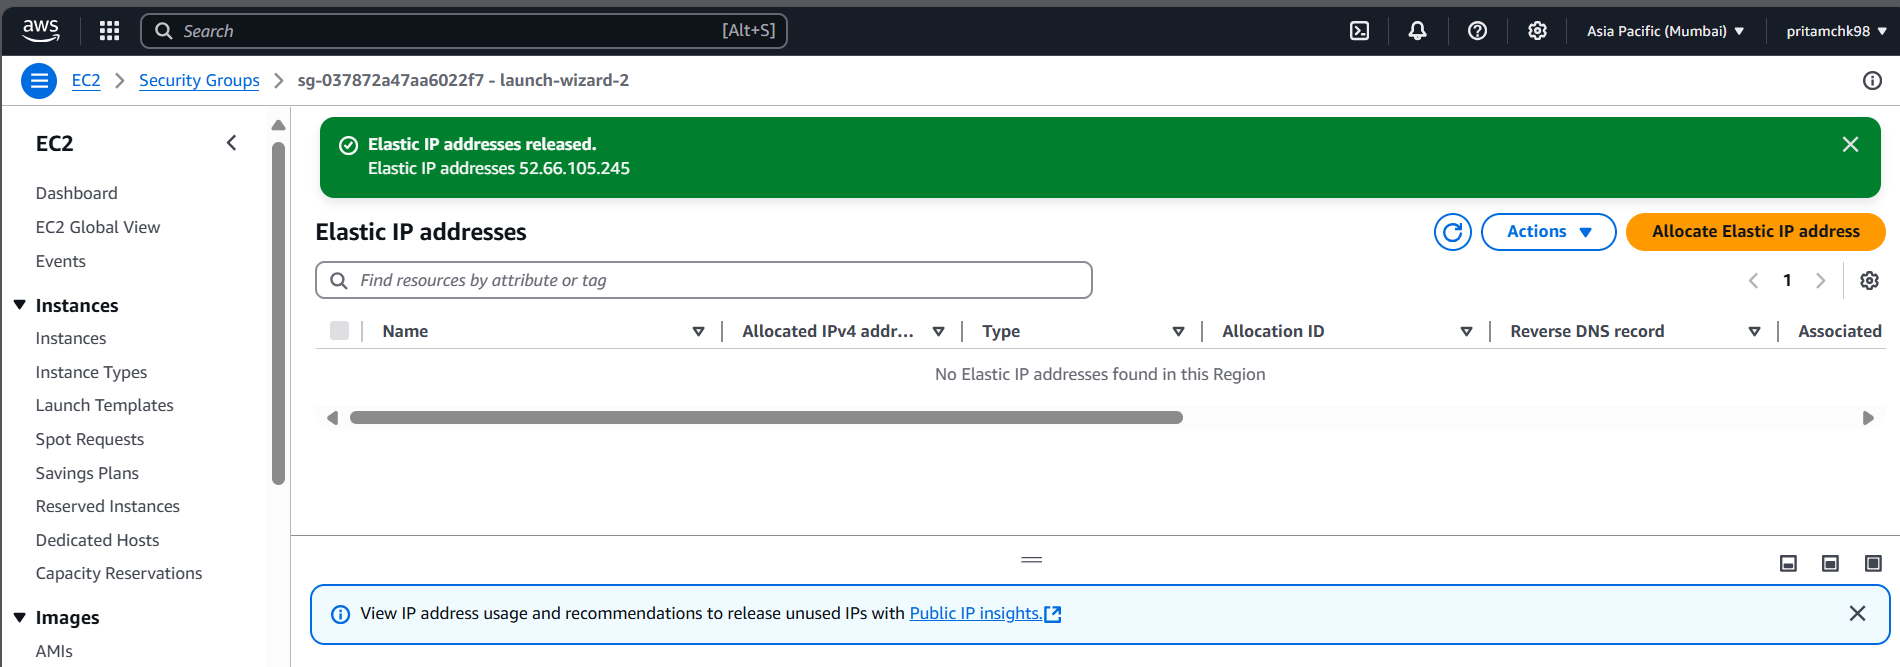 aws
Search [Alt+S]
Asia Pacific (Mumbai)
pritamchk98
EC2
Security Groups
sg-037872a47aa6022f7 - launch-wizard-2
EC2
Dashboard
EC2 Global View
Events
Instances
Instances
Instance Types
Launch Templates
Spot Requests
Savings Plans
Reserved Instances
Dedicated Hosts
Capacity Reservations
Images
AMIs
Elastic IP addresses released.
Elastic IP addresses 52.66.105.245
Elastic IP addresses
Actions
Allocate Elastic IP address
Find resources by attribute or tag
1
Name
Allocated IPv4 addr...
Type
Allocation ID
Reverse DNS record
Associated
No Elastic IP addresses found in this Region
View IP address usage and recommendations to release unused IPs with Public IP insights.